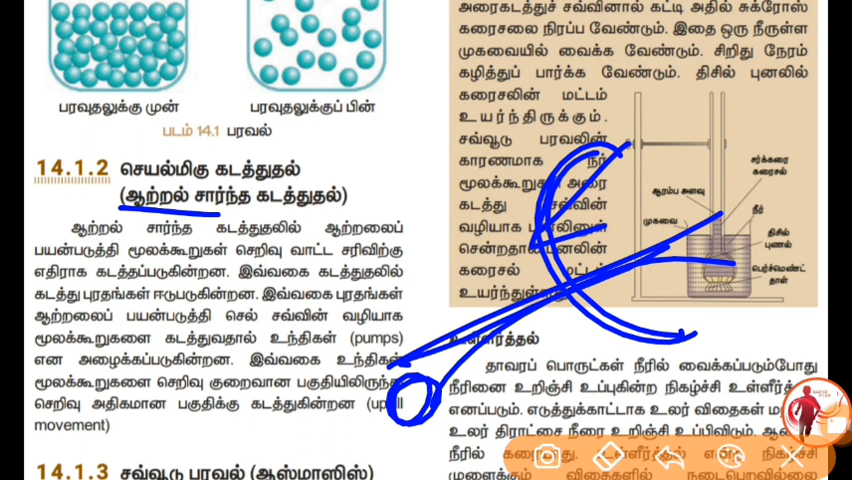 பரவுதலுக்கு முன்
பரவுதலுக்குப் பின்
படம் 14.1 பரவல்
14.1.2 செயல்மிகு கடத்துதல்
(ஆற்றல் சார்ந்த கடத்துதல்)
ஆற்றல் சார்ந்த கடத்துதலில் ஆற்றலைப்
பயன்படுத்தி மூலக்கூறுகள் செறிவு வாட்ட சரிவிற்கு
எதிராக கடத்தப்படுகின்றன. இவ்வகை கடத்துதலில்
கடத்து புரதங்கள் ஈடுபடுகின்றன. இவ்வகை புரதங்கள்
ஆற்றலைப் பயன்படுத்தி செல் சவ்வின் வழியாக
மூலக்கூறுகளை கடத்துவதால் உந்திகள் (pumps)
என அழைக்கப்படுகின்றன. இவ்வகை உந்திகள்
மூலக்கூறுகளை செறிவு குறைவான பகுதியிலிருந்து
செறிவு அதிகமான பகுதிக்கு கடத்துகின்றன
movement)
14.1.3 சவ்வூடு பரவல் (ஆஸ்மாஸிஸ்)
அரைகடத்துச் சவ்வினால் கட்டி அதில் சுக்ரோஸ்
கரைசலை நிரப்ப வேண்டும். இதை ஒரு நீருள்ள
முகவையில் வைக்க வேண்டும். சிறிது நேரம்
கழித்துப் பார்க்க வேண்டும். திசில் புனலில்
கரைசலின் மட்டம்
உயர்ந்திருக்கும்.
சவ்வூடு பரவலின்
காரணமாக நீர்
அரை
கடத்து சவ்வின்
வழியாக
சென்றதால் புனலின்
கரைசல் மட்டம்
சர்க்கரை
கரைசல்
ஆரம்ப அளவு
முகவை
நீர்
திசில்
புனல்
பெர்ச்மெண்ட்
தாள்
உள்ளீர்த்தல்
தாவரப் பொருட்கள் நீரில் வைக்கப்படும்போது
நீரினை உறிஞ்சி உப்புகின்ற நிகழ்ச்சி
எனப்படும். எடுத்துக்காட்டாக உலர் விதைகள்
உலர் திராட்சை நீரை உறிஞ்சி உப்பிவிடும்.
நீரில்
முளைக்கும் விதைகளில் நடைபெறவில்லை